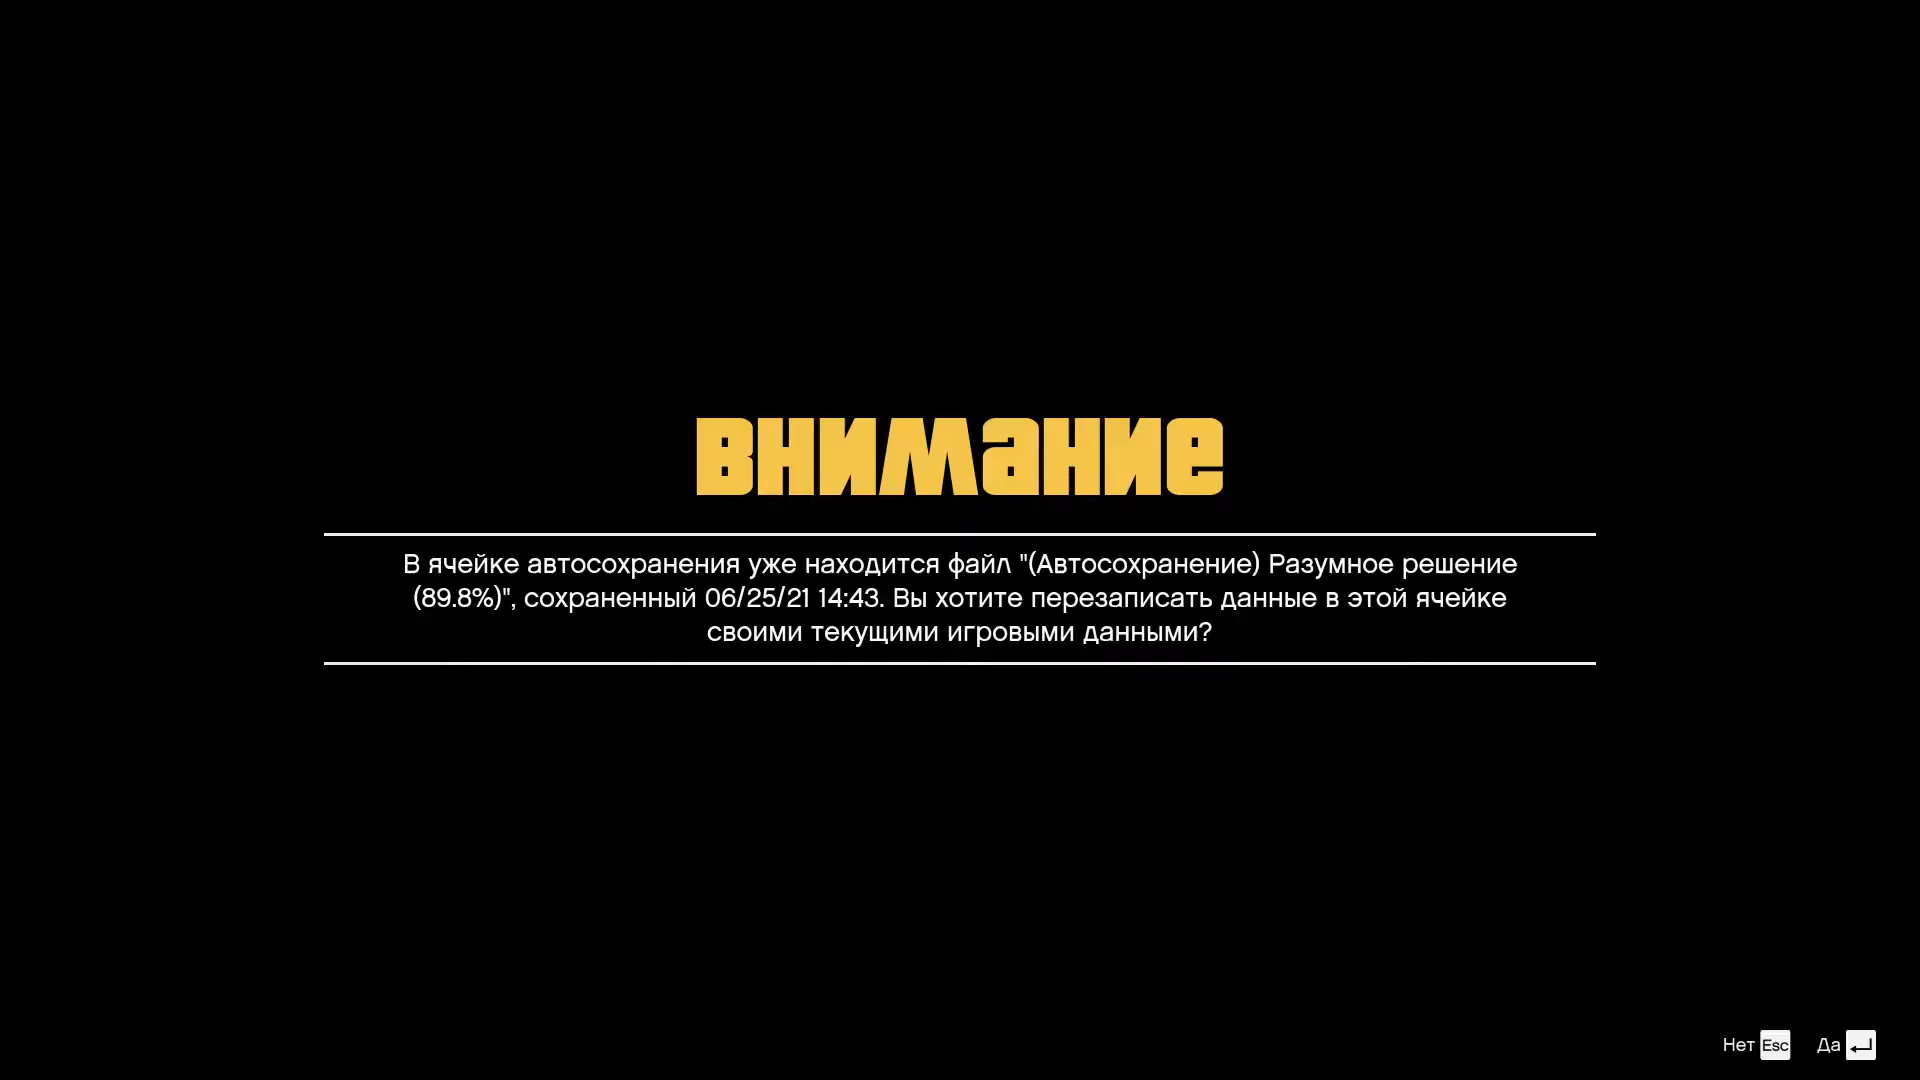 внимание
В ячейке автосохранения уже находится файл "(Автосохранение) Разумное решение
(89.8%)", сохраненный 06/25/21 14:43. Вы хотите перезаписать данные в этой ячейке
своими текущими игровыми данными?
Нет Esc Да